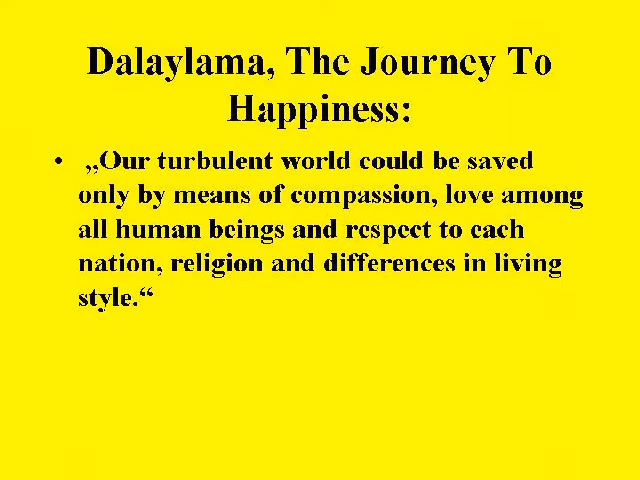 Dalaylama, The Journey To
Happiness:
• „Our turbulent world could be saved
only by means of compassion, love among
all human beings and respect to each
nation, religion and differences in living
style.“